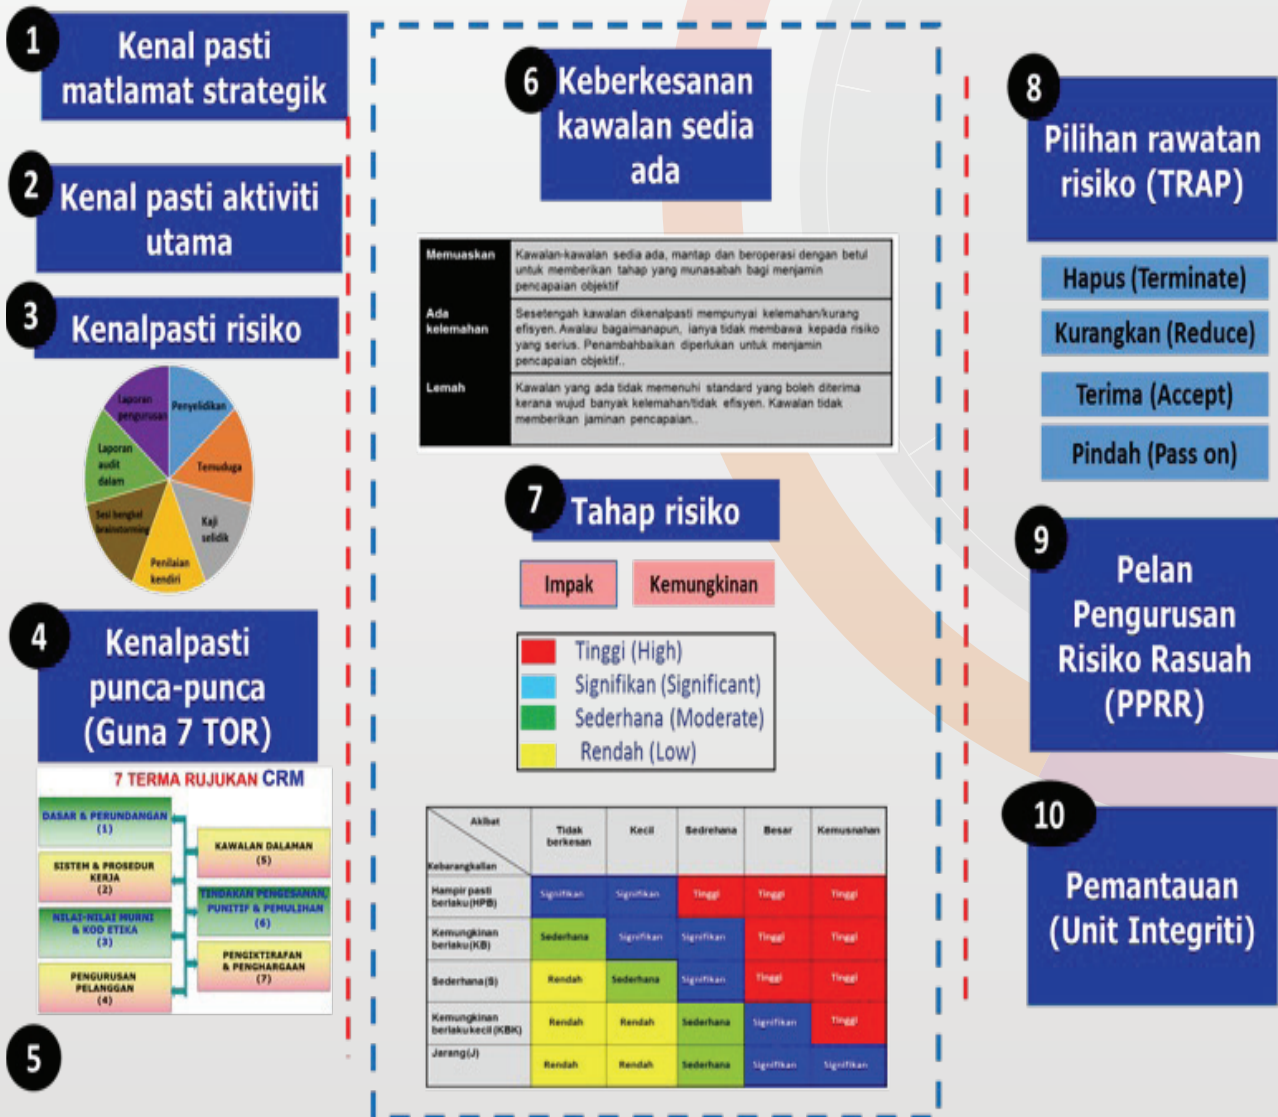 1
Kenal pasti
matlamat strategik
2
Kenal pasti aktiviti
utama
3
Kenalpasti risiko
Laporan
pengurusan
Penyelidikan
Laporan
audit
dalam
Temuduga
Sesi bengkel
brainstorming
Kaji
selidik
Penilaian
kendiri
4
Kenalpasti
punca-punca
(Guna 7 TOR)
7 TERMA RUJUKAN CRM
DASAR & PERUNDANGAN
(1)
SISTEM & PROSEDUR
KERJA
(2)
NILAI-NILAI MURNI
& KOD ETIKA
(3)
PENGURUSAN
PELANGGAN
(4)
KAWALAN DALAMAN
(5)
TINDAKAN PENGESANAN,
PUNITIF & PEMULIHAN
(6)
PENGIKTIRAFAN
& PENGHARGAAN
(7)
5
6
Keberkesanan
kawalan sedia
ada
Memuaskan
Kawalan-kawalan sedia ada, mantap dan beroperasi dengan betul
untuk memberikan tahap yang munasabah bagi menjamin
pencapaian objektif
Ada
kelemahan
Sesetengah kawalan dikenalpasti mempunyai kelemahan/kurang
efisyen. Awalau bagaimanapun, ianya tidak membawa kepada risiko
yang serius. Penambahbaikan diperlukan untuk menjamin
pencapaian objektif..
Lemah
Kawalan yang ada tidak memenuhi standard yang boleh diterima
kerana wujud banyak kelemahan/tidak efisyen. Kawalan tidak
memberikan jaminan pencapaian..
7
Tahap risiko
Impak
Kemungkinan
Tinggi (High)
Signifikan (Significant)
Sederhana (Moderate)
Rendah (Low)
Akibat
Kebarangkalian
Tidak
berkesan
Kecil
Sedrehana
Besar
Kemusnahan
Hampir pasti
berlaku(HPB)
Signifikan
Signifikan
Tinggi
Tinggi
Tinggi
Kemungkinan
berlaku(KB)
Sederhana
Signifikan
Signifikan
Tinggi
Tinggi
Sederhana(S)
Rendah
Sederhana
Signifikan
Tinggi
Tinggi
Kemungkinan
berlaku kecil (KBK)
Rendah
Rendah
Sederhana
Signifikan
Tinggi
Jarang(J)
Rendah
Rendah
Sederhana
Signifikan
Signifikan
8
Pilihan rawatan
risiko (TRAP)
Hapus (Terminate)
Kurangkan (Reduce)
Terima (Accept)
Pindah (Pass on)
9
Pelan
Pengurusan
Risiko Rasuah
(PPRR)
10
Pemantauan
(Unit Integriti)